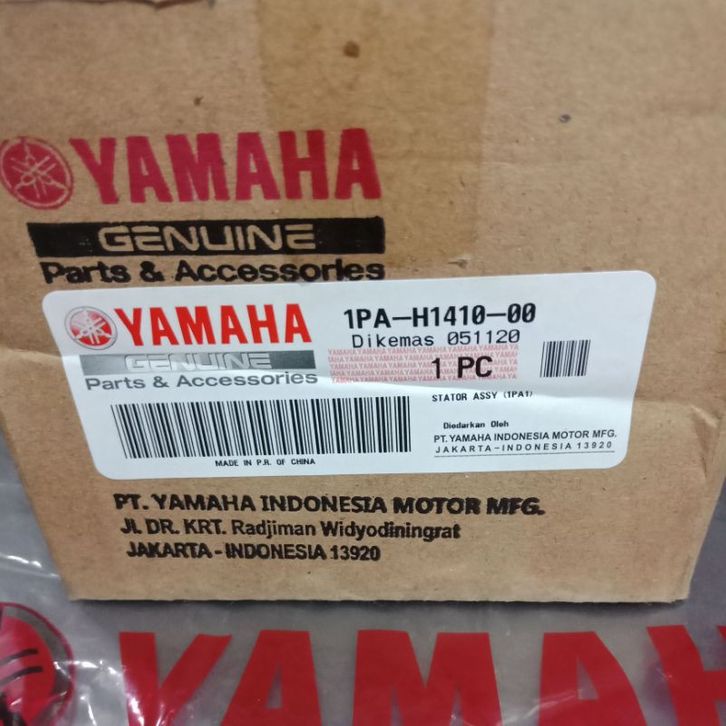 YAMAHA
GENUINE
Parts & Accessories
YAMAHA
GENUINE
Parts & Accessories
1PA-H1410-00
Dikemas 051120
1 PC
STATOR ASSY (1PA1)
MADE IN P.R. OF CHINA
Diedarkan Oleh
PT. YAMAHA INDONESIA MOTOR MFG.
JAKARTA-INDONESIA 13920
PT. YAMAHA INDONESIA MOTOR MFG.
Jl. DR. KRT. Radjiman Widyodiningrat
JAKARTA - INDONESIA 13920
YAMAHA